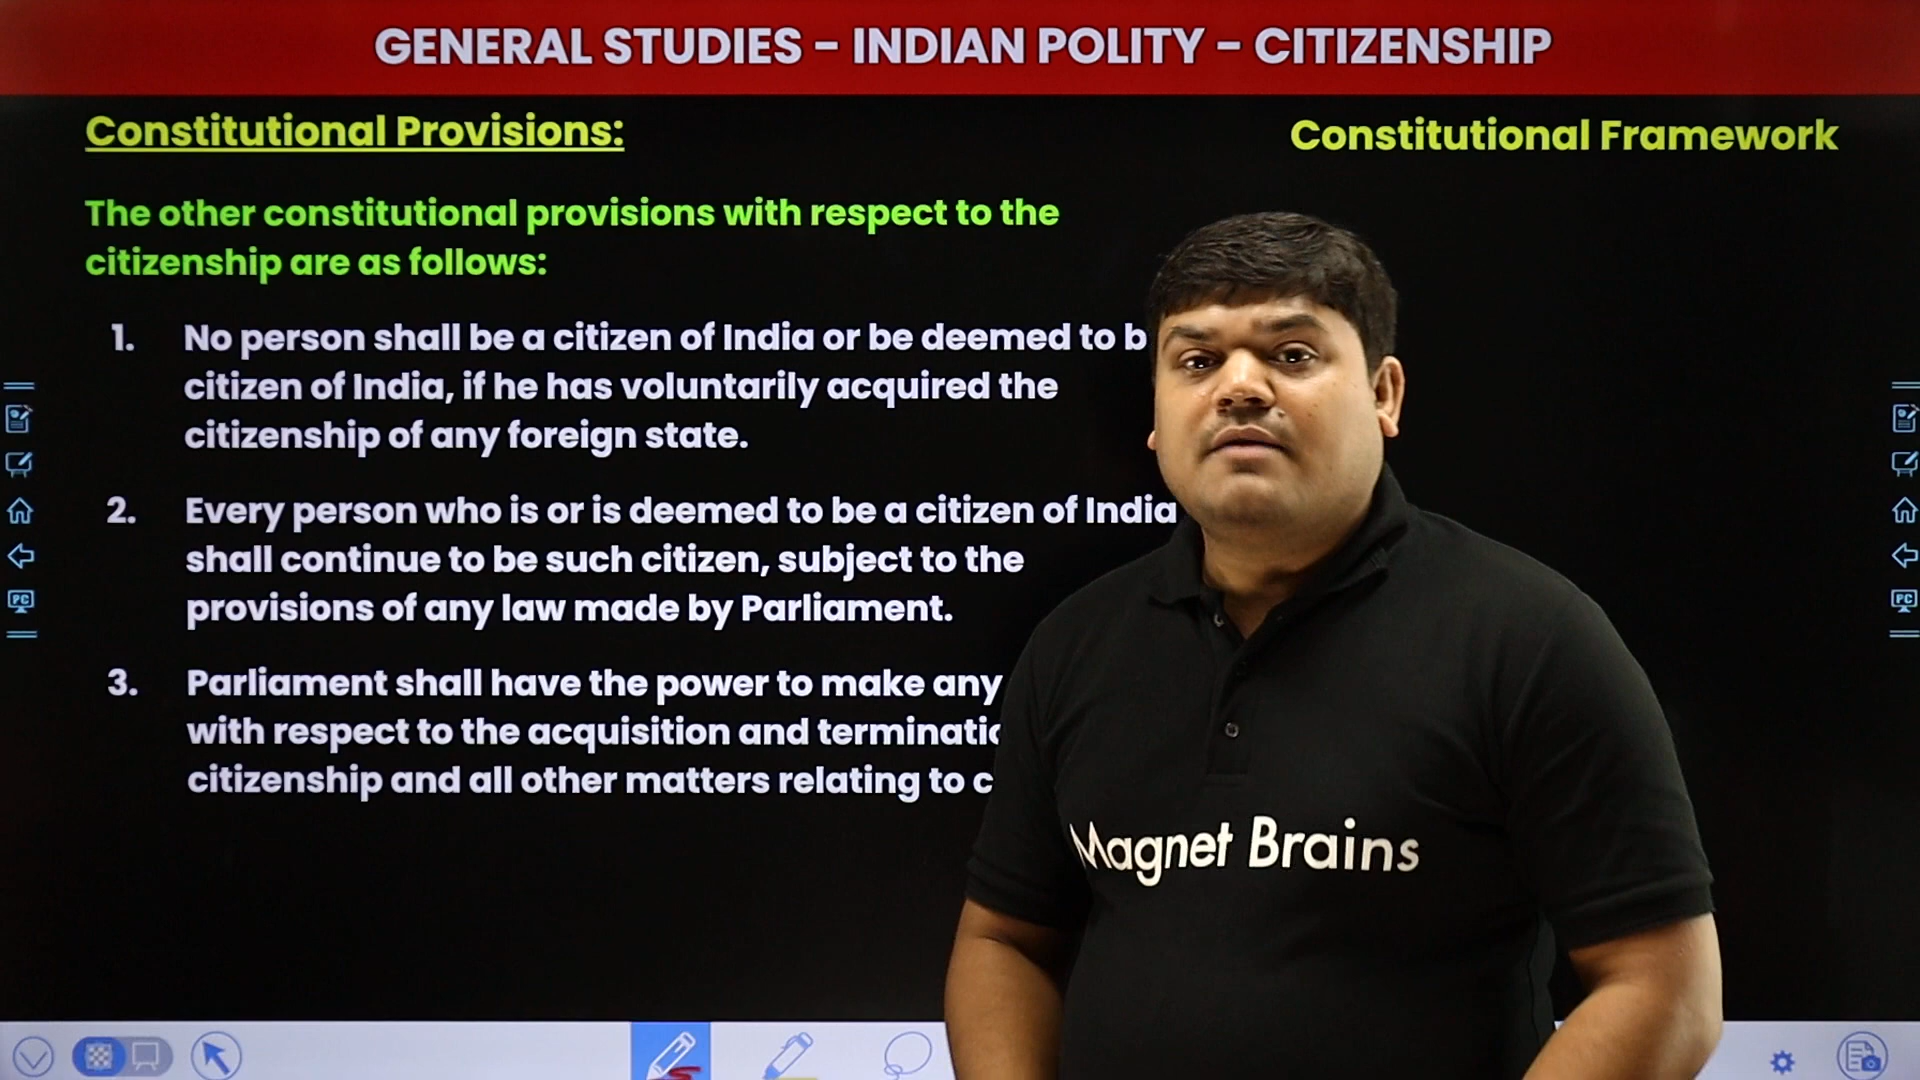 GENERAL STUDIES - INDIAN POLITY - CITIZENSHIP
Constitutional Provisions:
Constitutional Framework
The other constitutional provisions with respect to the
citizenship are as follows:
1. No person shall be a citizen of India or be deemed to b
citizen of India, if he has voluntarily acquired the
citizenship of any foreign state.
2. Every person who is or is deemed to be a citizen of India
shall continue to be such citizen, subject to the
provisions of any law made by Parliament.
3. Parliament shall have the power to make any
with respect to the acquisition and terminatio
citizenship and all other matters relating to c
Magnet Brains
PC
PC